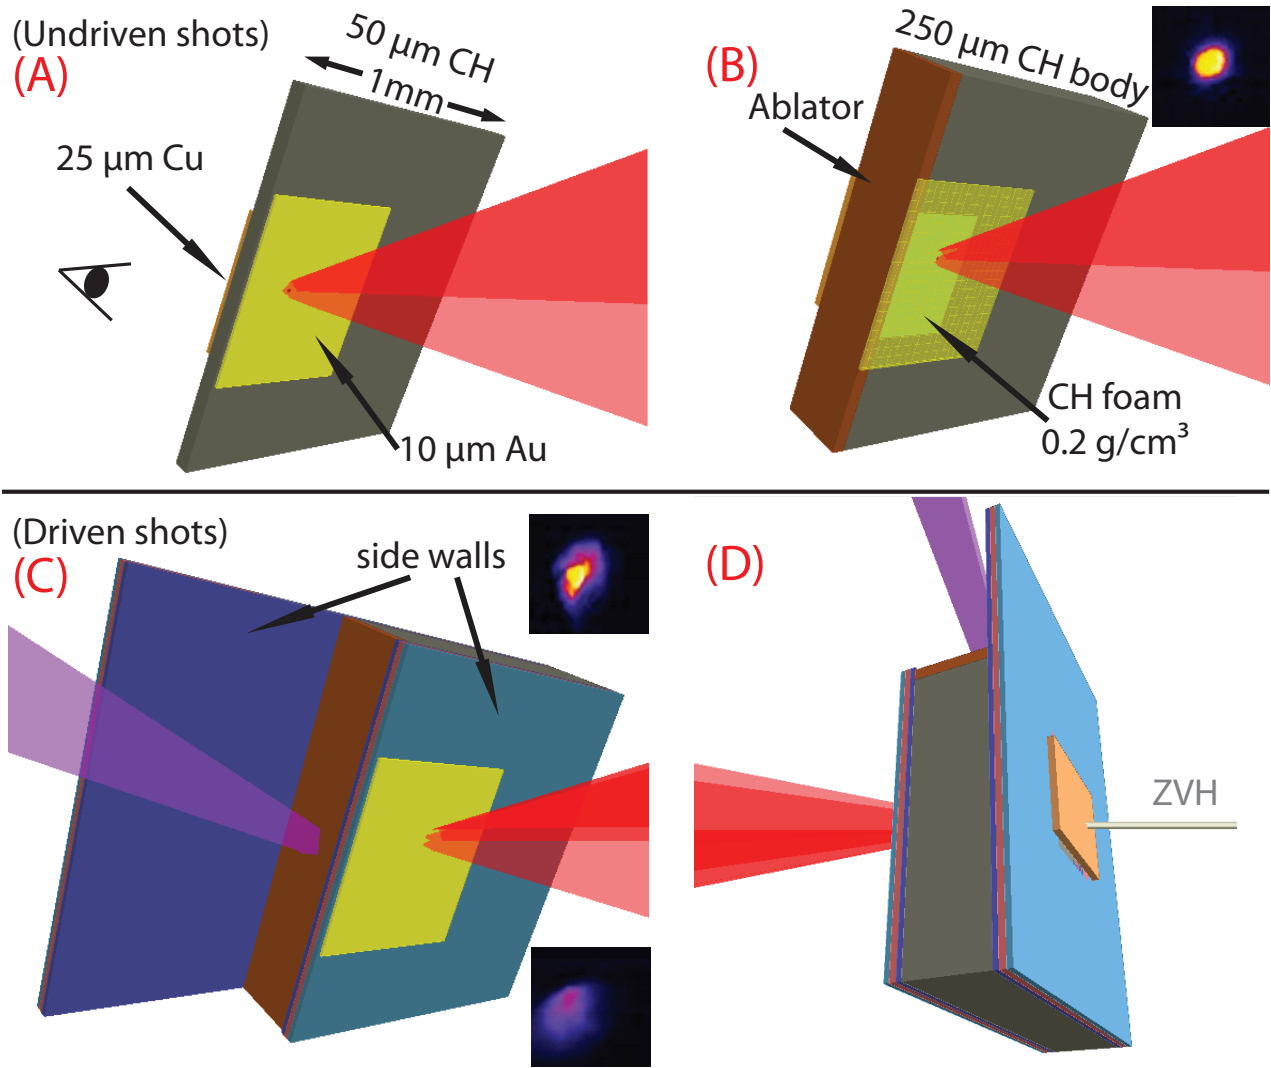 (Undriven shots)
(A)
50 µm CH
1mm
25 µm Cu
10 µm Au
(B)
250 µm CH body
Ablator
CH foam
0.2 g/cm³
(Driven shots)
(C)
side walls
(D)
ZVH